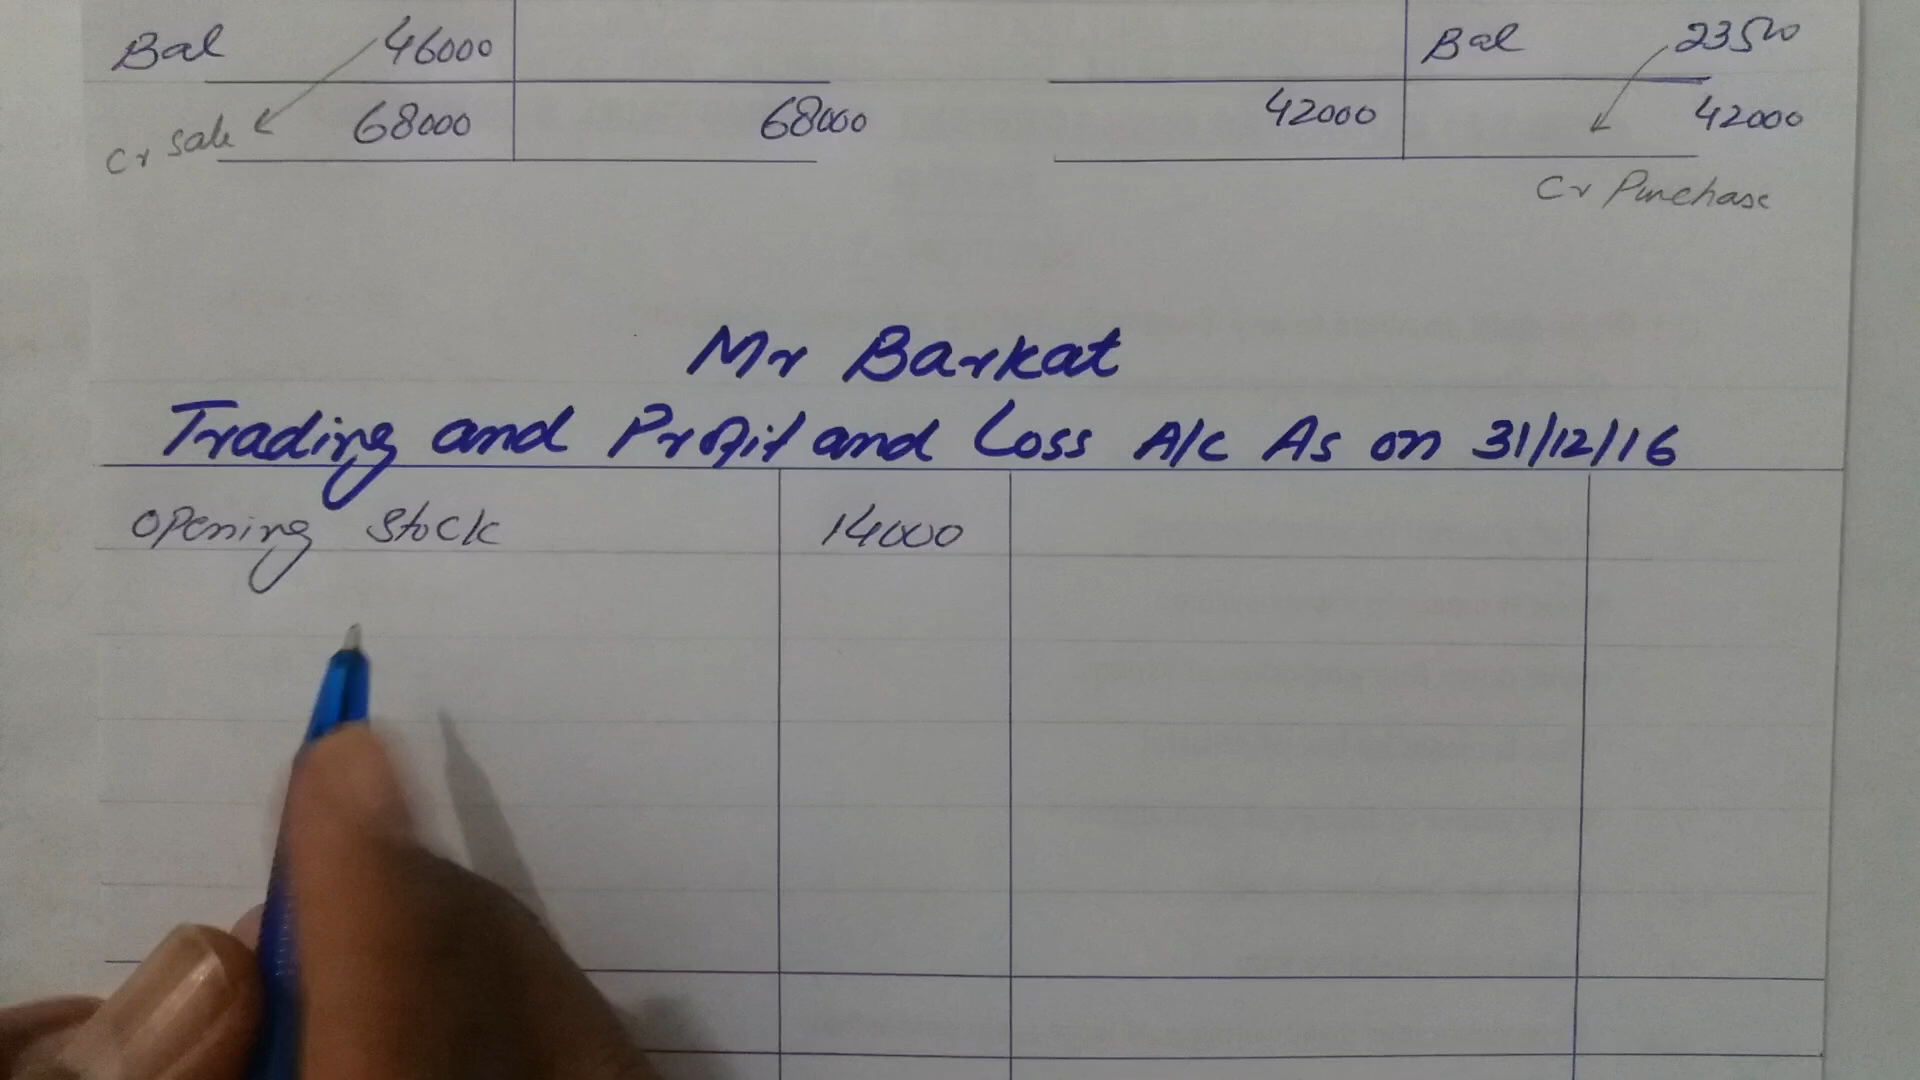 Bal 46000 Bal 23500
68000 68000 42000 42000
Cr Sale
Cr Purchase
Mr Barkat
Trading and Profit and Loss A/c As on 31/12/16
Opening Stock 14000